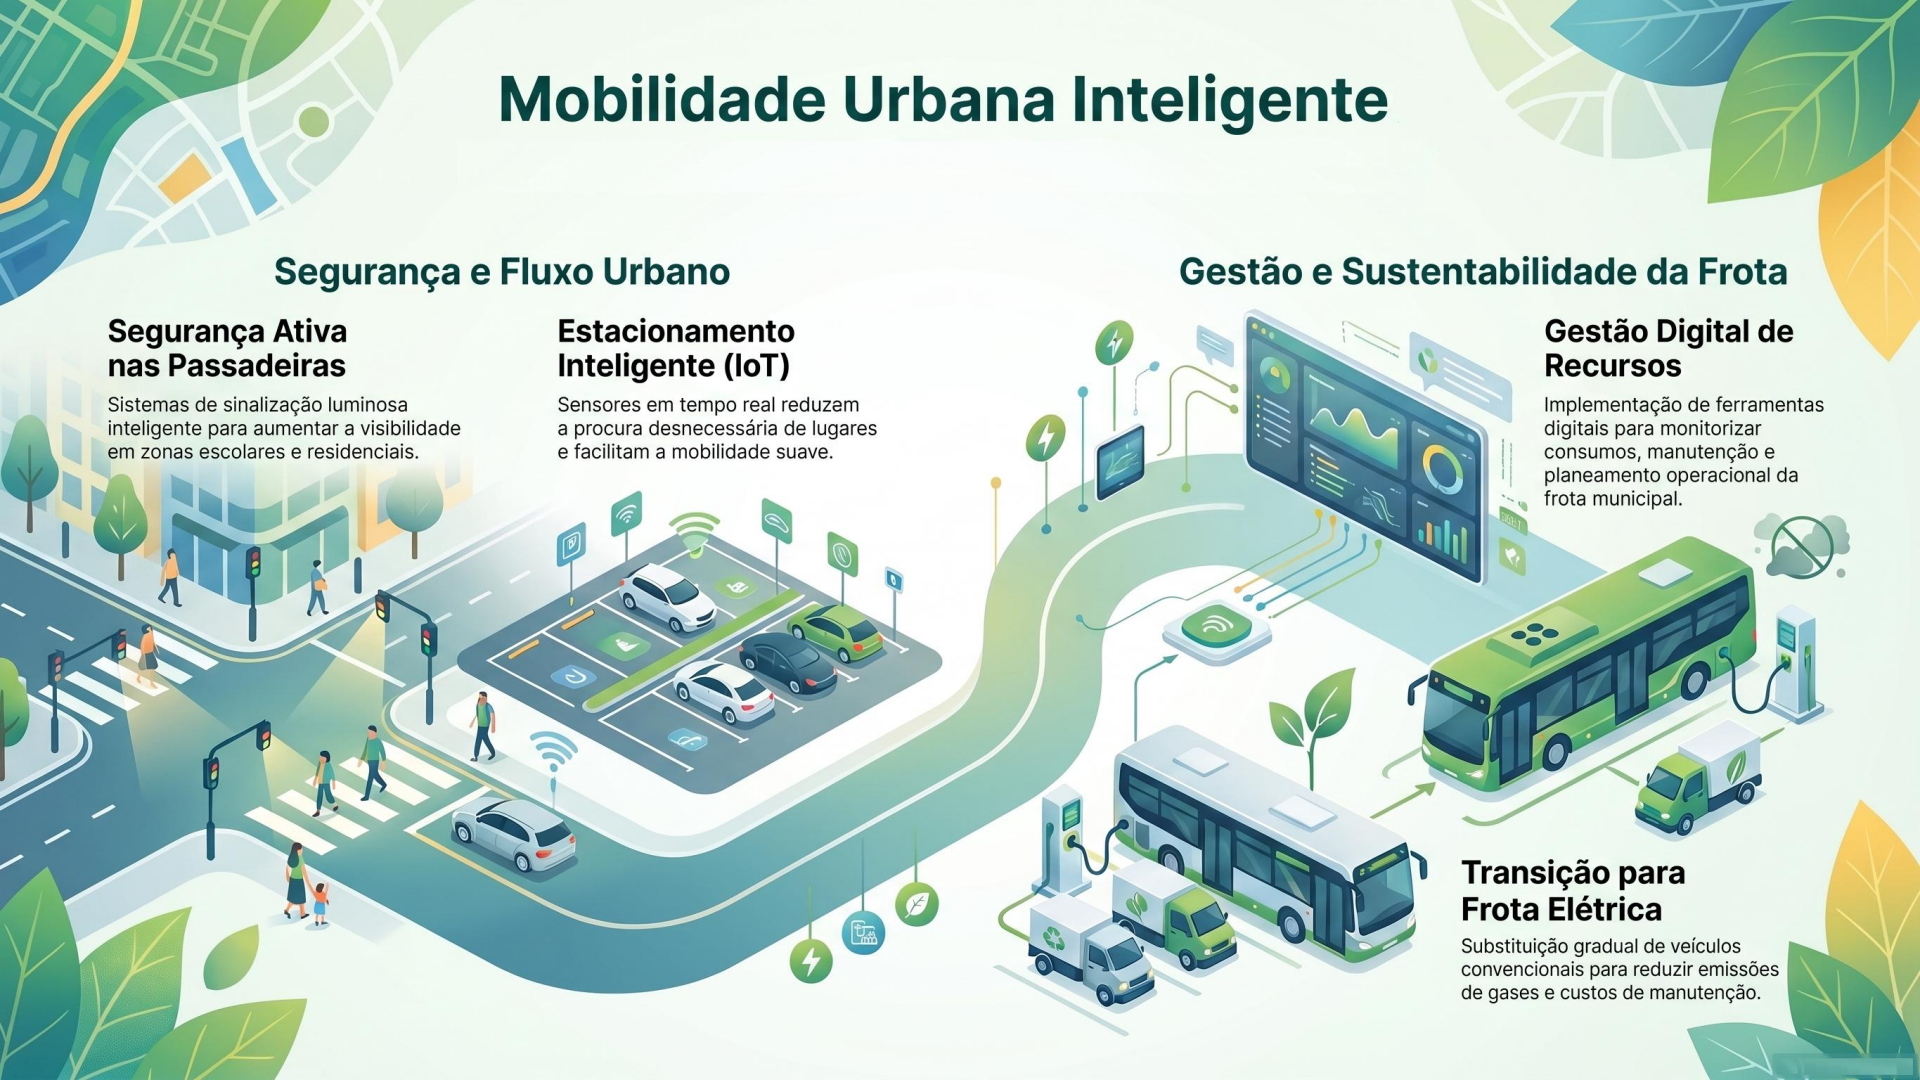 Mobilidade Urbana Inteligente
Segurança e Fluxo Urbano
Segurança Ativa
nas Passadeiras
Sistemas de sinalização luminosa
inteligente para aumentar a visibilidade
em zonas escolares e residenciais.
Estacionamento
Inteligente (IoT)
Sensores em tempo real reduzam
a procura desnecessária de lugares
e facilitam a mobilidade suave.
Gestão e Sustentabilidade da Frota
Gestão Digital de
Recursos
Implementação de ferramentas
digitais para monitorizar
consumos, manutenção e
planeamento operacional da
frota municipal.
Transição para
Frota Elétrica
Substituição gradual de veículos
convencionais para reduzir emissões
de gases e custos de manutenção.